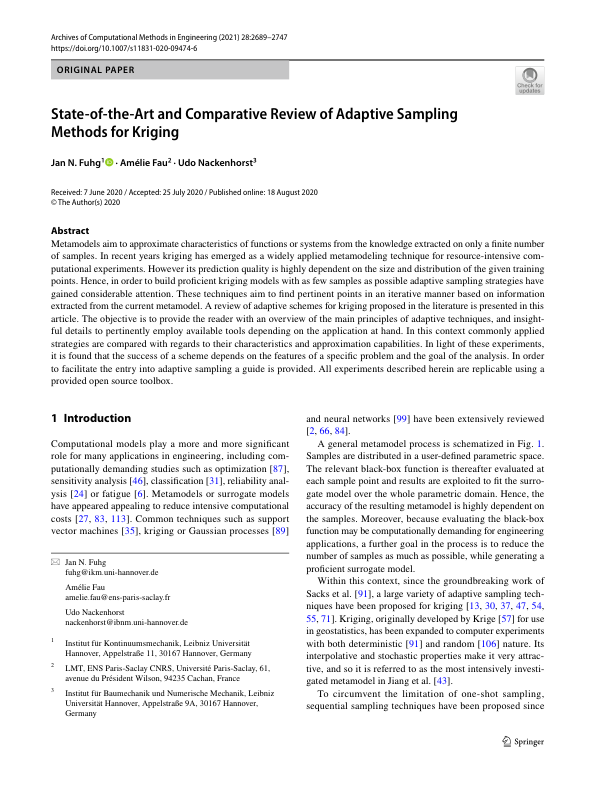 Archives of Computational Methods in Engineering (2021) 28:2689–2747
https://doi.org/10.1007/s11831-020-09474-6
ORIGINAL PAPER
Check for
updates
State-of-the-Art and Comparative Review of Adaptive Sampling
Methods for Kriging
Jan N. Fuhg1 · Amélie Fau2 · Udo Nackenhorst3
Received: 7 June 2020 / Accepted: 25 July 2020 / Published online: 18 August 2020
© The Author(s) 2020
Abstract
Metamodels aim to approximate characteristics of functions or systems from the knowledge extracted on only a finite number
of samples. In recent years kriging has emerged as a widely applied metamodeling technique for resource-intensive com-
putational experiments. However its prediction quality is highly dependent on the size and distribution of the given training
points. Hence, in order to build proficient kriging models with as few samples as possible adaptive sampling strategies have
gained considerable attention. These techniques aim to find pertinent points in an iterative manner based on information
extracted from the current metamodel. A review of adaptive schemes for kriging proposed in the literature is presented in this
article. The objective is to provide the reader with an overview of the main principles of adaptive techniques, and insight-
ful details to pertinently employ available tools depending on the application at hand. In this context commonly applied
strategies are compared with regards to their characteristics and approximation capabilities. In light of these experiments,
it is found that the success of a scheme depends on the features of a specific problem and the goal of the analysis. In order
to facilitate the entry into adaptive sampling a guide is provided. All experiments described herein are replicable using a
provided open source toolbox.
1 Introduction
Computational models play a more and more significant
role for many applications in engineering, including com-
putationally demanding studies such as optimization [87],
sensitivity analysis [46], classification [31], reliability anal-
ysis [24] or fatigue [6]. Metamodels or surrogate models
have appeared appealing to reduce intensive computational
costs [27, 83, 113]. Common techniques such as support
vector machines [35], kriging or Gaussian processes [89]
Jan N. Fuhg
fuhg@ikm.uni-hannover.de
Amélie Fau
amelie.fau@ens-paris-saclay.fr
Udo Nackenhorst
nackenhorst@ibnm.uni-hannover.de
1 Institut für Kontinuumsmechanik, Leibniz Universität
Hannover, Appelstraße 11, 30167 Hannover, Germany
2 LMT, ENS Paris-Saclay CNRS, Université Paris-Saclay, 61,
avenue du Président Wilson, 94235 Cachan, France
3 Institut für Baumechanik und Numerische Mechanik, Leibniz
Universität Hannover, Appelstraße 9A, 30167 Hannover,
Germany
and neural networks [99] have been extensively reviewed
[2, 66, 84].
A general metamodel process is schematized in Fig. 1.
Samples are distributed in a user-defined parametric space.
The relevant black-box function is thereafter evaluated at
each sample point and results are exploited to fit the surro-
gate model over the whole parametric domain. Hence, the
accuracy of the resulting metamodel is highly dependent on
the samples. Moreover, because evaluating the black-box
function may be computationally demanding for engineering
applications, a further goal in the process is to reduce the
number of samples as much as possible, while generating a
proficient surrogate model.
Within this context, since the groundbreaking work of
Sacks et al. [91], a large variety of adaptive sampling tech-
niques have been proposed for kriging [13, 30, 37, 47, 54,
55, 71]. Kriging, originally developed by Krige [57] for use
in geostatistics, has been expanded to computer experiments
with both deterministic [91] and random [106] nature. Its
interpolative and stochastic properties make it very attrac-
tive, and so it is referred to as the most intensively investi-
gated metamodel in Jiang et al. [43].
To circumvent the limitation of one-shot sampling,
sequential sampling techniques have been proposed since
Springer